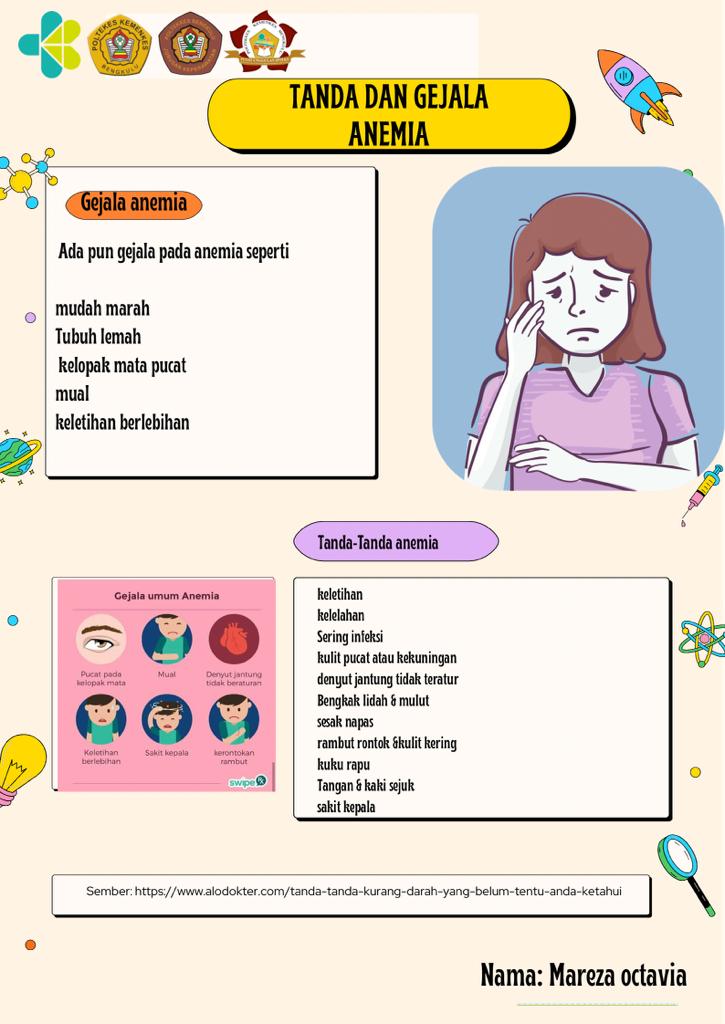 POLTEKES KEMENKES
BENGKULU
TANDA DAN GEJALA
ANEMIA
Gejala anemia
Ada pun gejala pada anemia seperti
mudah marah
Tubuh lemah
kelopak mata pucat
mual
keletihan berlebihan
Tanda-Tanda anemia
Gejala umum Anemia
Pucat pada
kelopak mata
Mual
Denyut jantung
tidak beraturan
Keletihan
berlebihan
Sakit kepala
kerontokan
rambut
swipe
keletihan
kelelahan
Sering infeksi
kulit pucat atau kekuningan
denyut jantung tidak teratur
Bengkak lidah & mulut
sesak napas
rambut rontok &kulit kering
kuku rapu
Tangan & kaki sejuk
sakit kepala
Sember: https://www.alodokter.com/tanda-tanda-kurang-darah-yang-belum-tentu-anda-ketahui
Nama: Mareza octavia